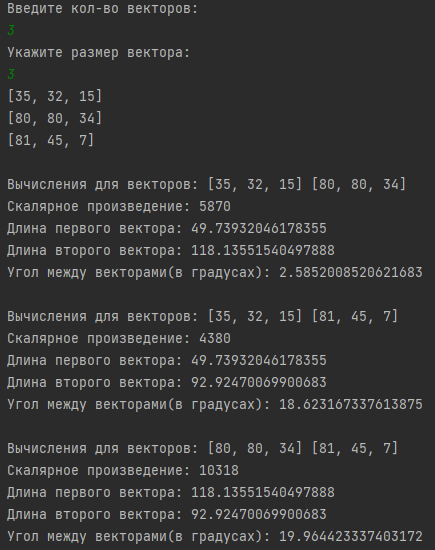 Введите кол-во векторов:
3
Укажите размер вектора:
3
[35, 32, 15]
[80, 80, 34]
[81, 45, 7]
Вычисления для векторов: [35, 32, 15] [80, 80, 34]
Скалярное произведение: 5870
Длина первого вектора: 49.73932046178355
Длина второго вектора: 118.13551540497888
Угол между векторами(в градусах): 2.5852008520621683
Вычисления для векторов: [35, 32, 15] [81, 45, 7]
Скалярное произведение: 4380
Длина первого вектора: 49.73932046178355
Длина второго вектора: 92.92470069900683
Угол между векторами(в градусах): 18.623167337613875
Вычисления для векторов: [80, 80, 34] [81, 45, 7]
Скалярное произведение: 10318
Длина первого вектора: 118.13551540497888
Длина второго вектора: 92.92470069900683
Угол между векторами(в градусах): 19.964423337403172